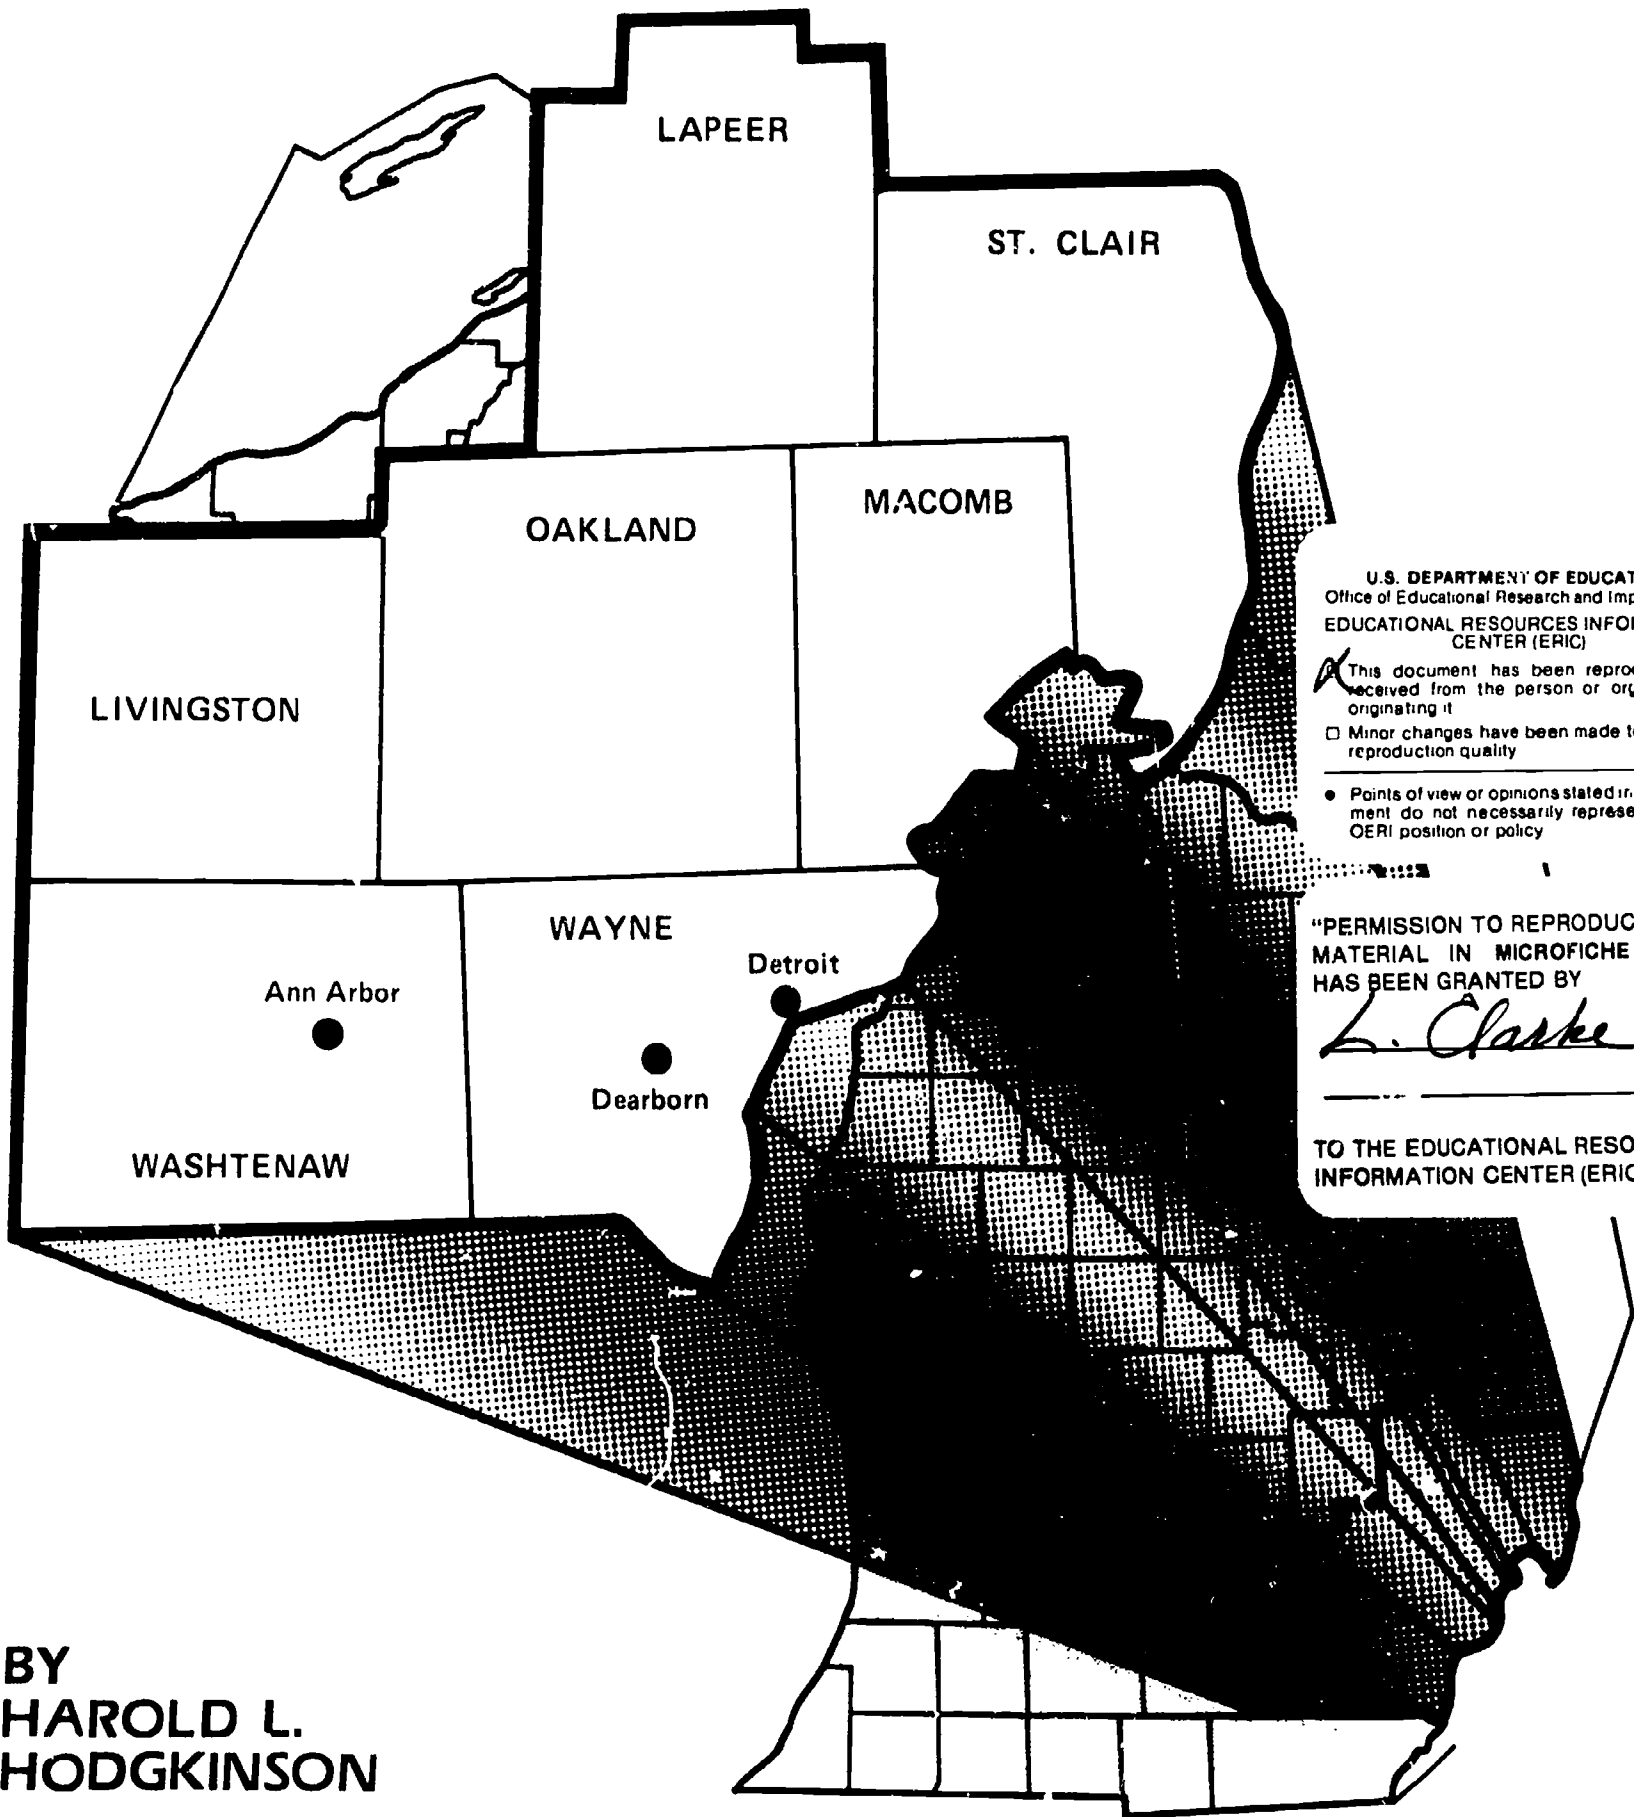 LAPEER
ST. CLAIR
MACOMB
OAKLAND
LIVINGSTON
WAYNE
Detroit
Ann Arbor
Dearborn
WASHTENAW
U.S. DEPARTMENT OF EDUCAT
Office of Educational Research and Imp
EDUCATIONAL RESOURCES INFO
CENTER (ERIC)
This document has been repro
received from the person or org
originating it
□ Minor changes have been made t
reproduction quality
● Points of view or opinions stated in
ment do not necessarily represe
OERI position or policy
"PERMISSION TO REPRODUC
MATERIAL IN MICROFICHE
HAS BEEN GRANTED BY
L. Clarke
TO THE EDUCATIONAL RESO
INFORMATION CENTER (ERIC
BY
HAROLD L.
HODGKINSON